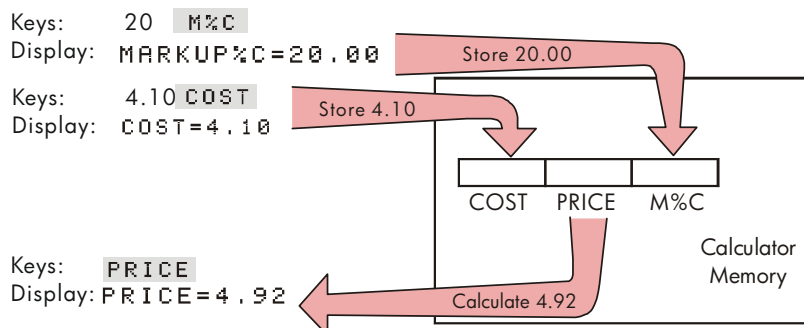 Keys: 20 M%C
Display: MARKUP%C=20.00
Store 20.00
Keys: 4.10 COST
Display: COST=4.10
Store 4.10
COST PRICE M%C
Calculator
Memory
Keys: PRICE
Display: PRICE=4.92
Calculate 4.92